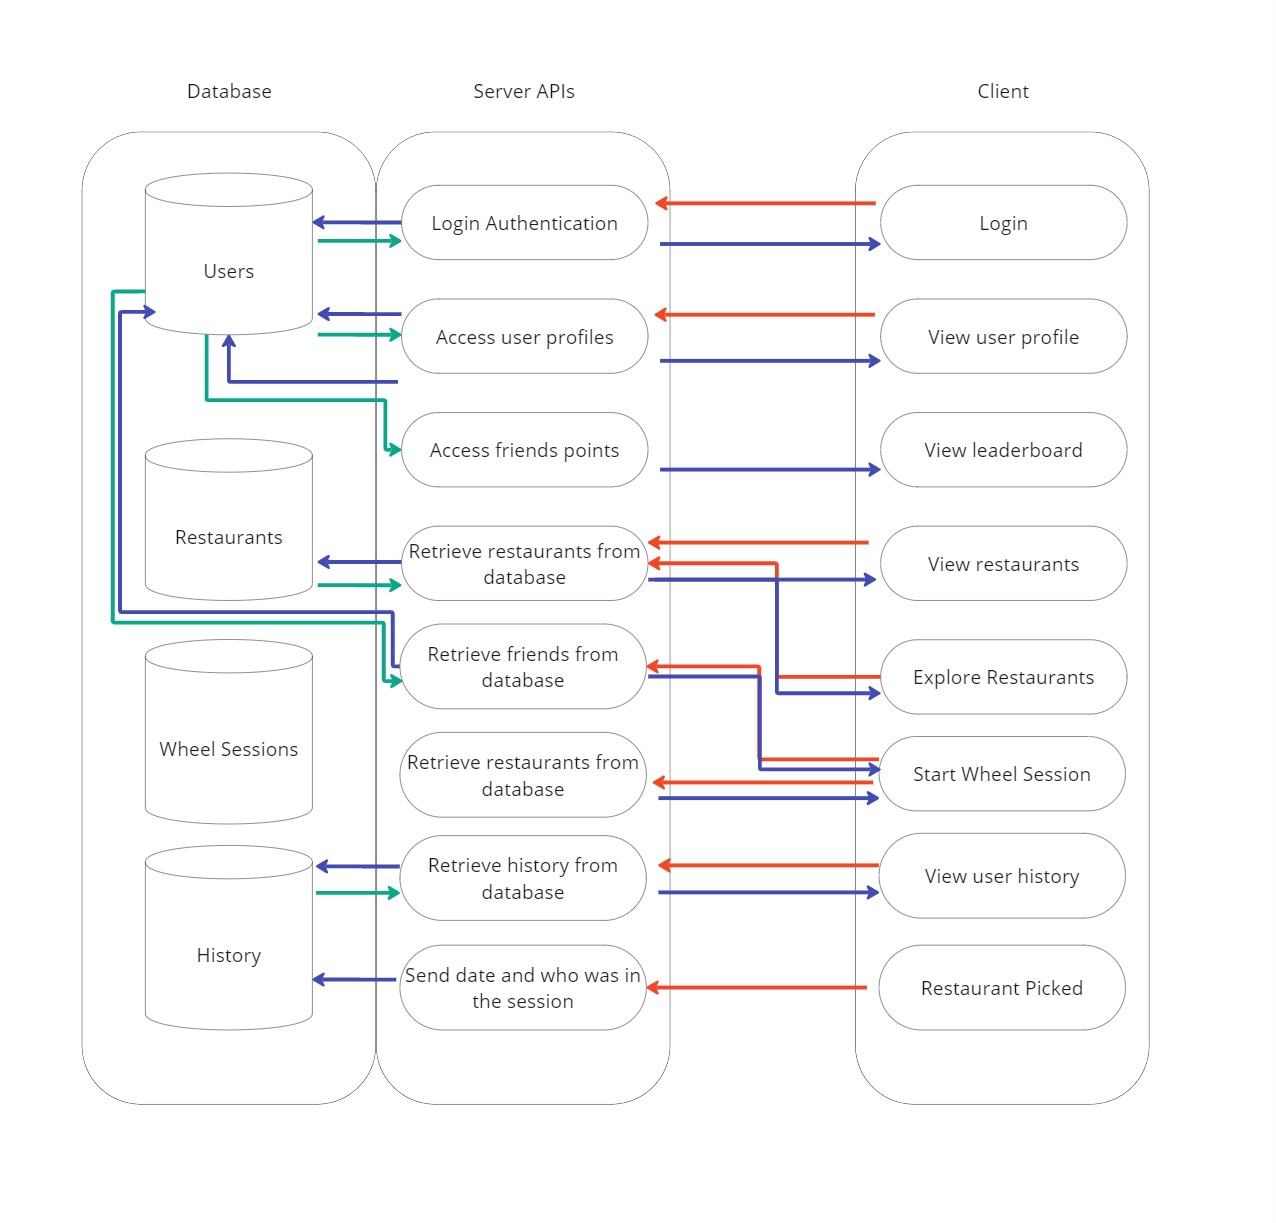 Database
Server APIs
Client
Users
Restaurants
Wheel Sessions
History
Login Authentication
Access user profiles
Access friends points
Retrieve restaurants from
database
Retrieve friends from
database
Retrieve restaurants from
database
Retrieve history from
database
Send date and who was in
the session
Login
View user profile
View leaderboard
View restaurants
Explore Restaurants
Start Wheel Session
View user history
Restaurant Picked